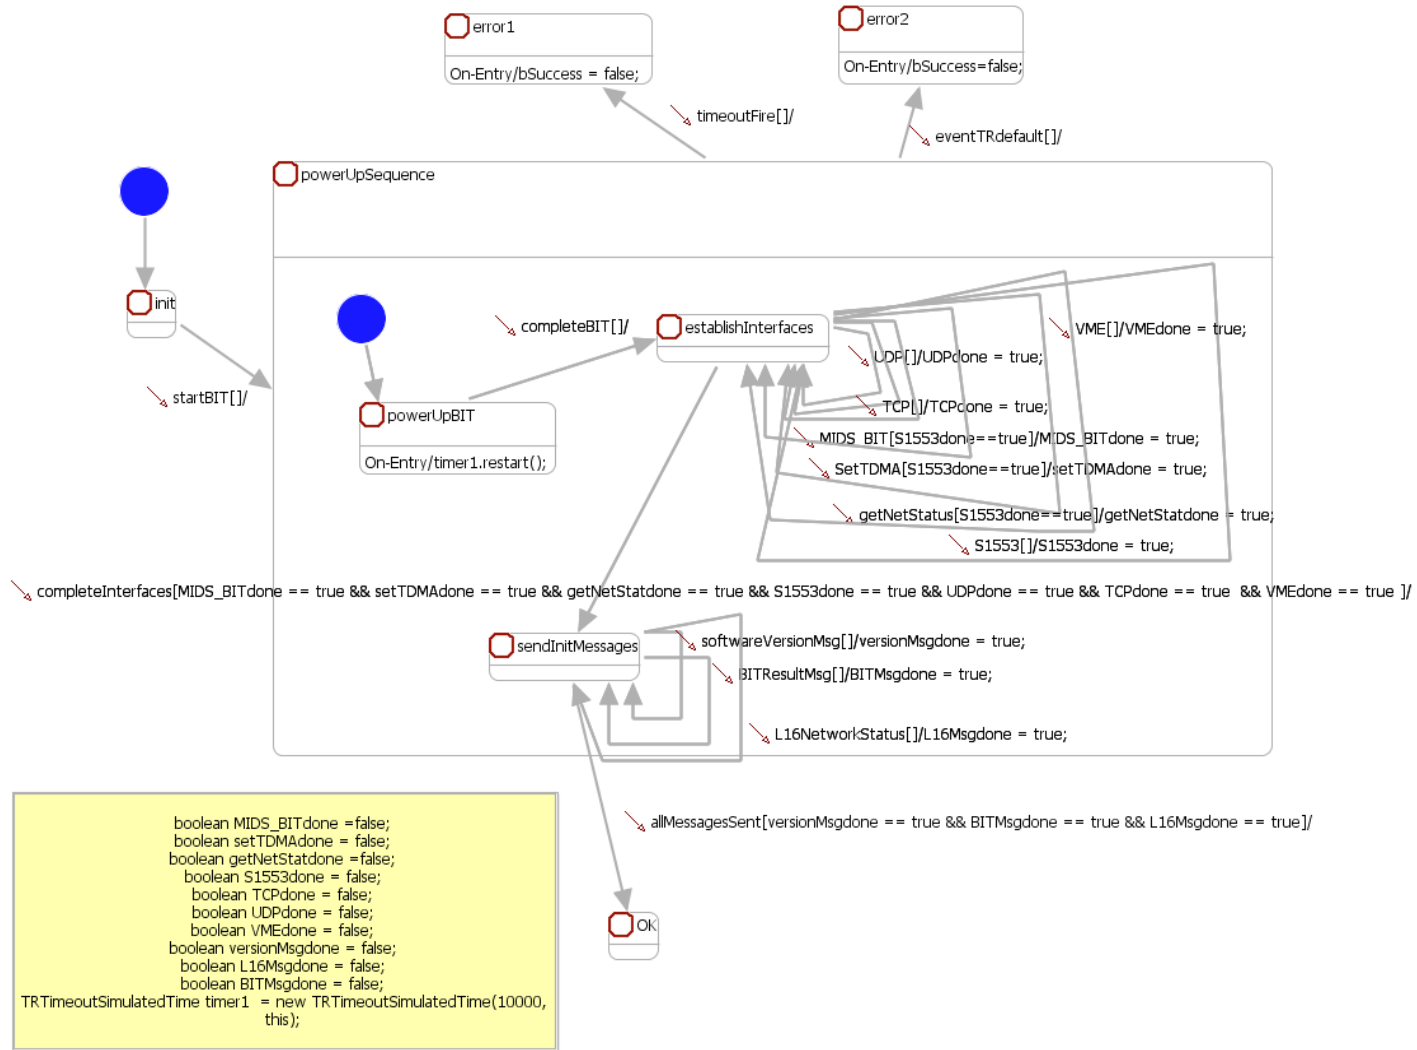 error1
On-Entry/bSuccess = false;
error2
On-Entry/bSuccess=false;
timeoutFire[]/
eventTRdefault[]/
powerUpSequence
init
startBIT[]/
completeBIT[]/
establishInterfaces
powerUpBIT
On-Entry/timer1.restart();
VME[]/VMEdone = true;
UDP[]/UDPdone = true;
TCP[]/TCPdone = true;
MIDS_BIT[S1553done==true]/MIDS_BITdone = true;
SetTDMA[S1553done==true]/setTDMAdone = true;
getNetStatus[S1553done==true]/getNetStatdone = true;
S1553[]/S1553done = true;
completeInterfaces[MIDS_BITdone == true && setTDMAdone == true && getNetStatdone == true && S1553done == true && UDPdone == true && TCPdone == true  && VMEdone == true ]/
sendInitMessages
softwareVersionMsg[]/versionMsgdone = true;
BITResultMsg[]/BITMsgdone = true;
L16NetworkStatus[]/L16Msgdone = true;
allMessagesSent[versionMsgdone == true && BITMsgdone == true && L16Msgdone == true]/
OK
boolean MIDS_BITdone =false;
boolean setTDMAdone = false;
boolean getNetStatdone =false;
boolean S1553done = false;
boolean TCPdone = false;
boolean UDPdone = false;
boolean VMEdone = false;
boolean versionMsgdone = false;
boolean L16Msgdone = false;
boolean BITMsgdone = false;
TRTimeoutSimulatedTime timer1  = new TRTimeoutSimulatedTime(10000,
this);